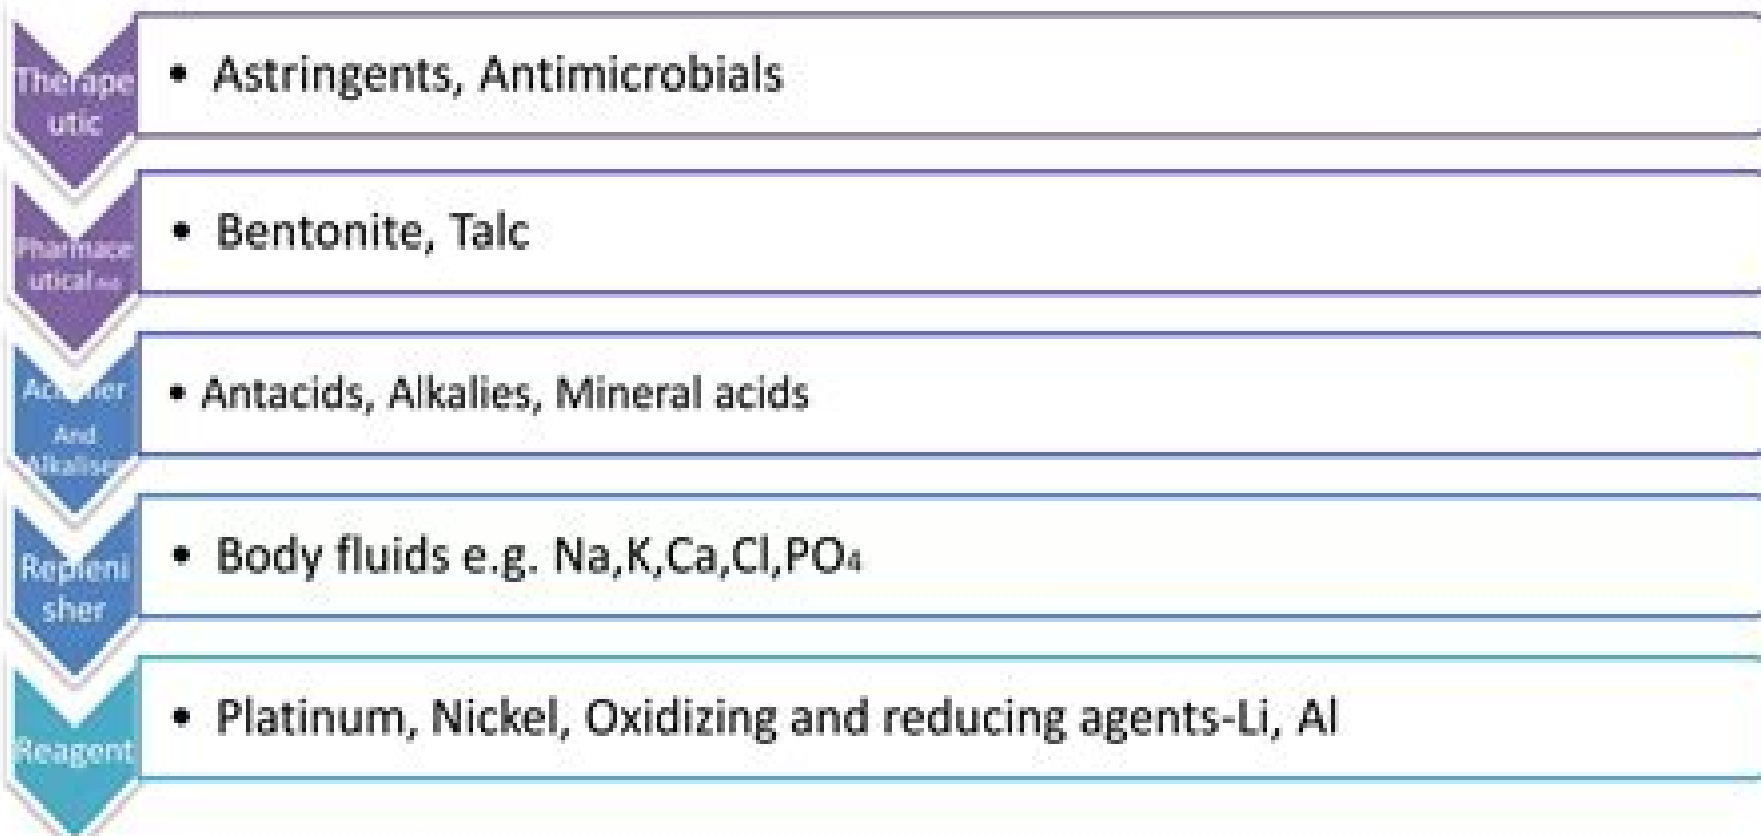 Therape
utic
• Astringents, Antimicrobials
Pharmace
utical
• Bentonite, Talc
And
Alkaliser
• Antacids, Alkalies, Mineral acids
Repleni
sher
• Body fluids e.g. Na,K,Ca,Cl,PO₄
Reagent
• Platinum, Nickel, Oxidizing and reducing agents-Li, Al